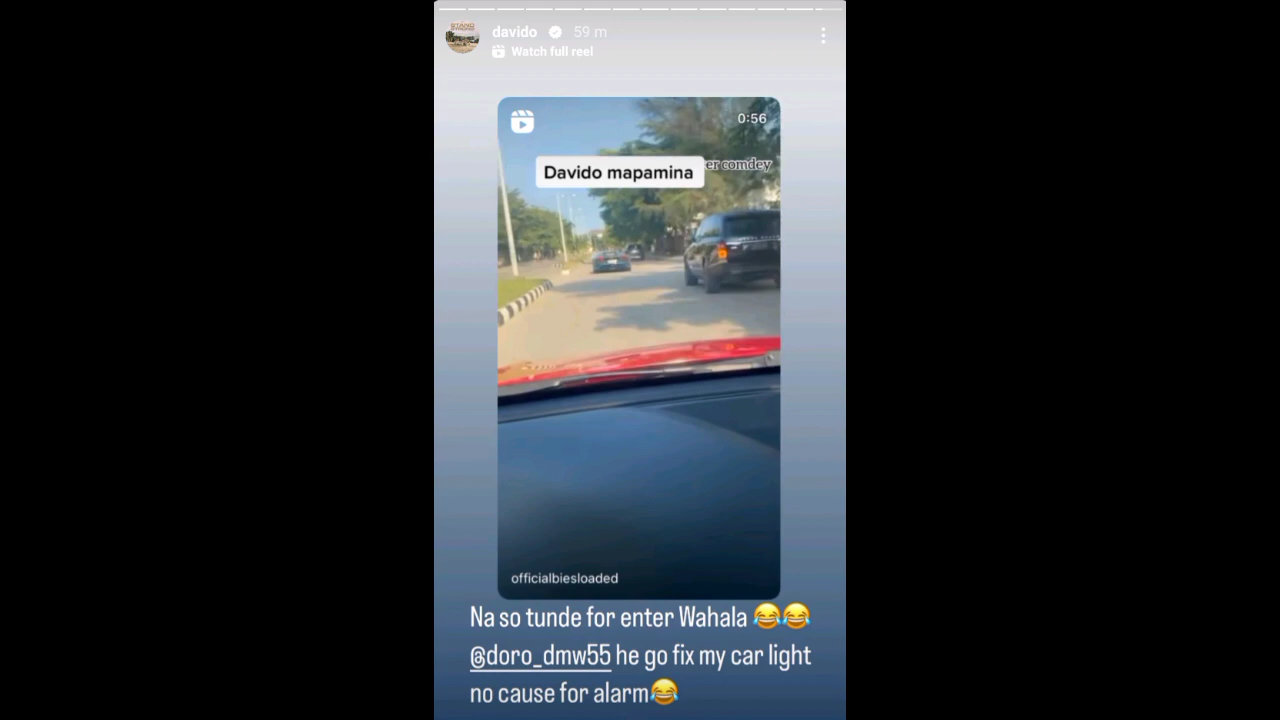 davido 59 m
Watch full reel
0:56
er comdey
Davido mapamina
officialbiesloaded
Na so tunde for enter Wahala 😂😂
@doro_dmw55 he go fix my car light
no cause for alarm😂